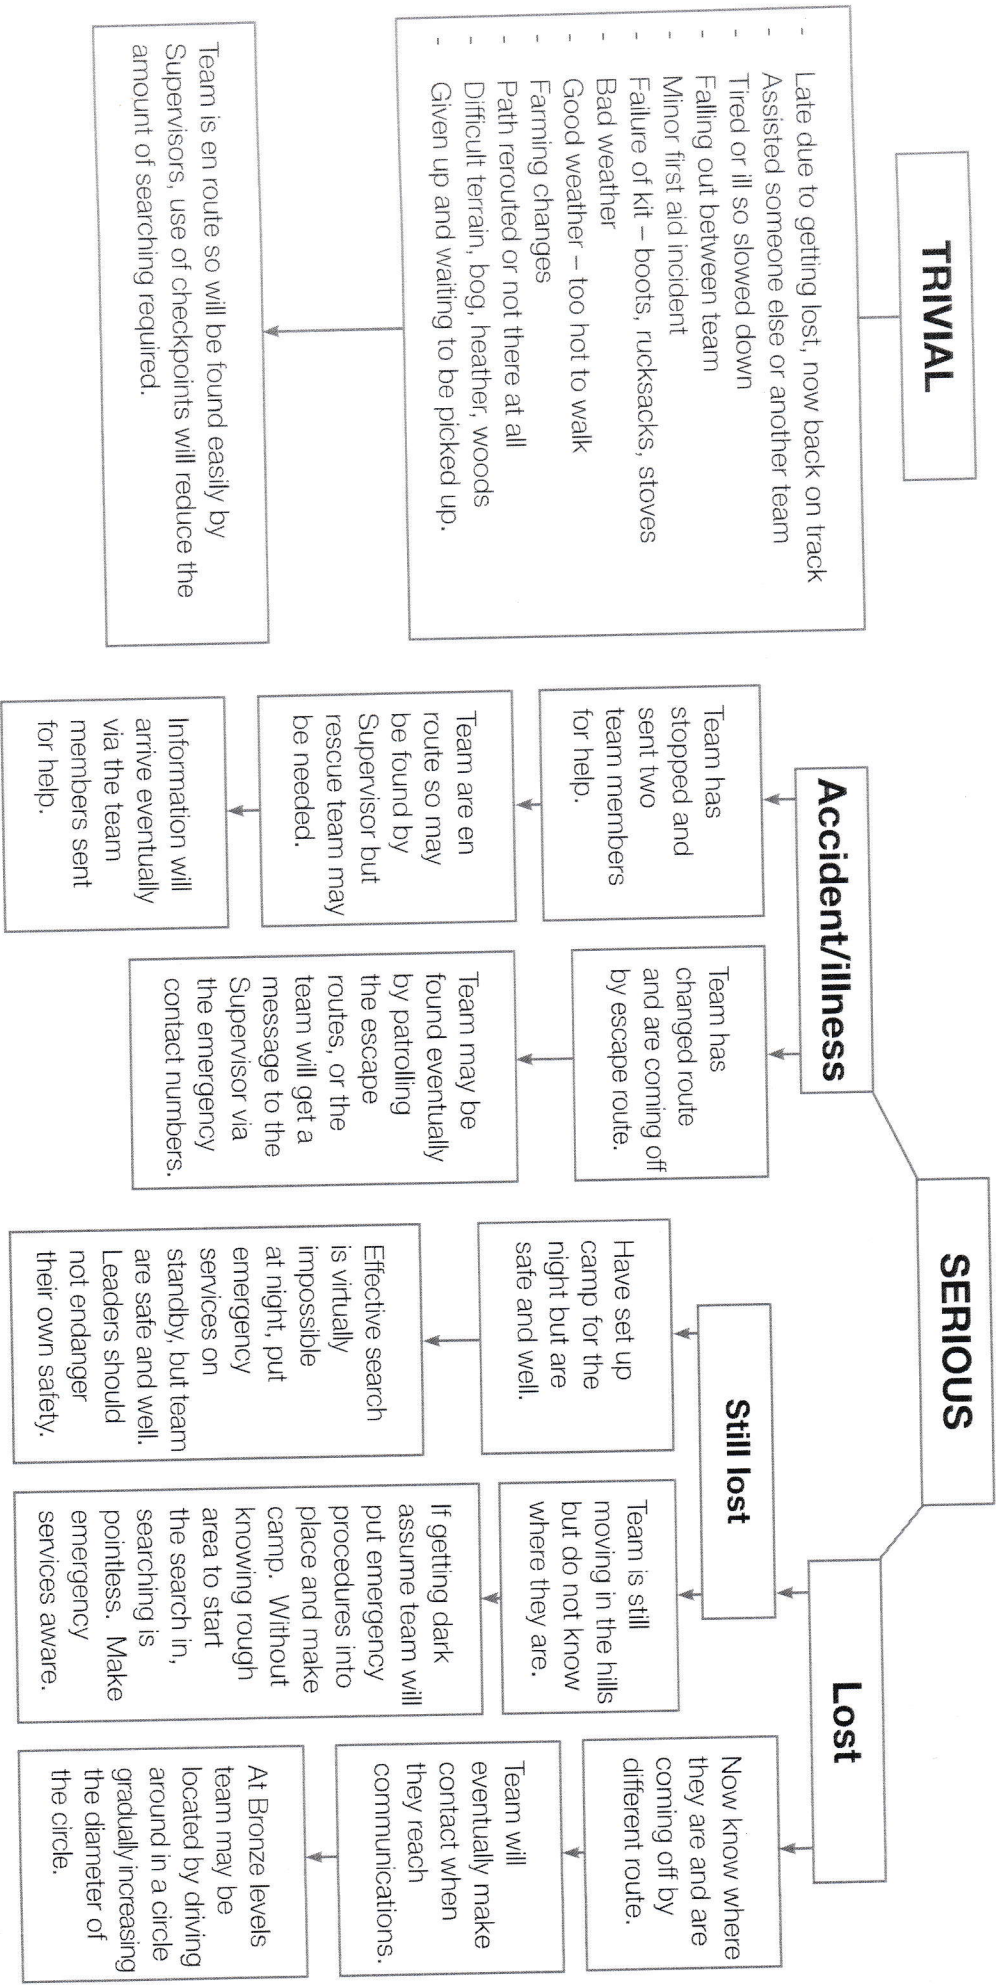 TRIVIAL
- Late due to getting lost, now back on track
- Assisted someone else or another team
- Tired or ill so slowed down
- Falling out between team
- Minor first aid incident
- Failure of kit – boots, rucksacks, stoves
- Bad weather
- Good weather – too hot to walk
- Farming changes
- Path rerouted or not there at all
- Difficult terrain, bog, heather, woods
- Given up and waiting to be picked up.
Team is en route so will be found easily by
Supervisors, use of checkpoints will reduce the
amount of searching required.
SERIOUS
Accident/illness
Team has
stopped and
sent two
team members
for help.
Team are en
route so may
be found by
Supervisor but
rescue team may
be needed.
Information will
arrive eventually
via the team
members sent
for help.
Team has
changed route
and are coming off
by escape route.
Team may be
found eventually
by patrolling
the escape
routes, or the
team will get a
message to the
Supervisor via
the emergency
contact numbers.
Lost
Still lost
Have set up
camp for the
night but are
safe and well.
Effective search
is virtually
impossible
at night, put
emergency
services on
standby, but team
are safe and well.
Leaders should
not endanger
their own safety.
Team is still
moving in the hills
but do not know
where they are.
If getting dark
assume team will
put emergency
procedures into
place and make
camp. Without
knowing rough
area to start
the search in,
searching is
pointless. Make
emergency
services aware.
Now know where
they are and are
coming off by
different route.
Team will
eventually make
contact when
they reach
communications.
At Bronze levels
team may be
located by driving
around in a circle
gradually increasing
the diameter of
the circle.